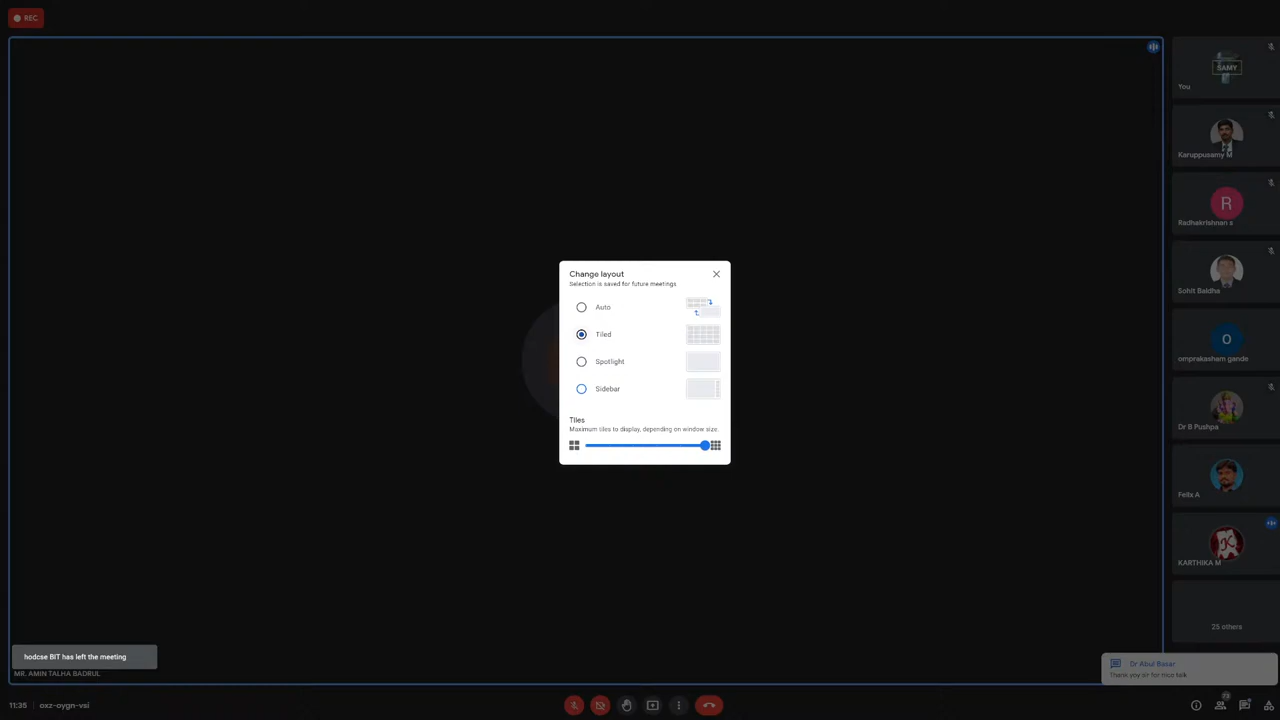 REC
SAMY
You
Karuppusamy M
R
Radhakrishnan s
Sohit Baldha
O
omprakasham gande
Dr B Pushpa
Felix A
K
KARTHIKA M
25 others
Change layout
Selection is saved for future meetings.
Auto
Tiled
Spotlight
Sidebar
Tiles
Maximum tiles to display, depending on window size.
hodcse BIT has left the meeting
MR. AMIN TALHA BADRUL
Dr Abul Basar
Thank yoy sir for nice talk
11:35
oxz-oygn-vsi
73